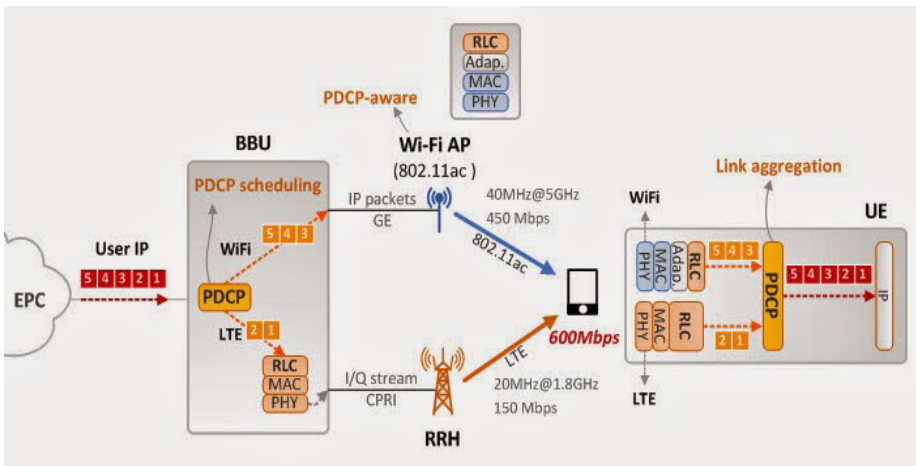 RLC
Adap.
MAC
PHY
PDCP-aware
BBU
Wi-Fi AP
(802.11ac )
PDCP scheduling
IP packets
GE
WiFi
5 4 3
40MHz@5GHz
450 Mbps
802.11ac
User IP
5 4 3 2 1
EPC
PDCP
LTE
2 1
RLC
MAC
PHY
I/Q stream
CPRI
RRH
LTE
20MHz@1.8GHz
150 Mbps
600Mbps
Link aggregation
WiFi
UE
PHY
MAC
Adap.
RLC
5 4 3
PDCP
5 4 3 2 1
IP
PHY
MAC
RLC
2 1
LTE